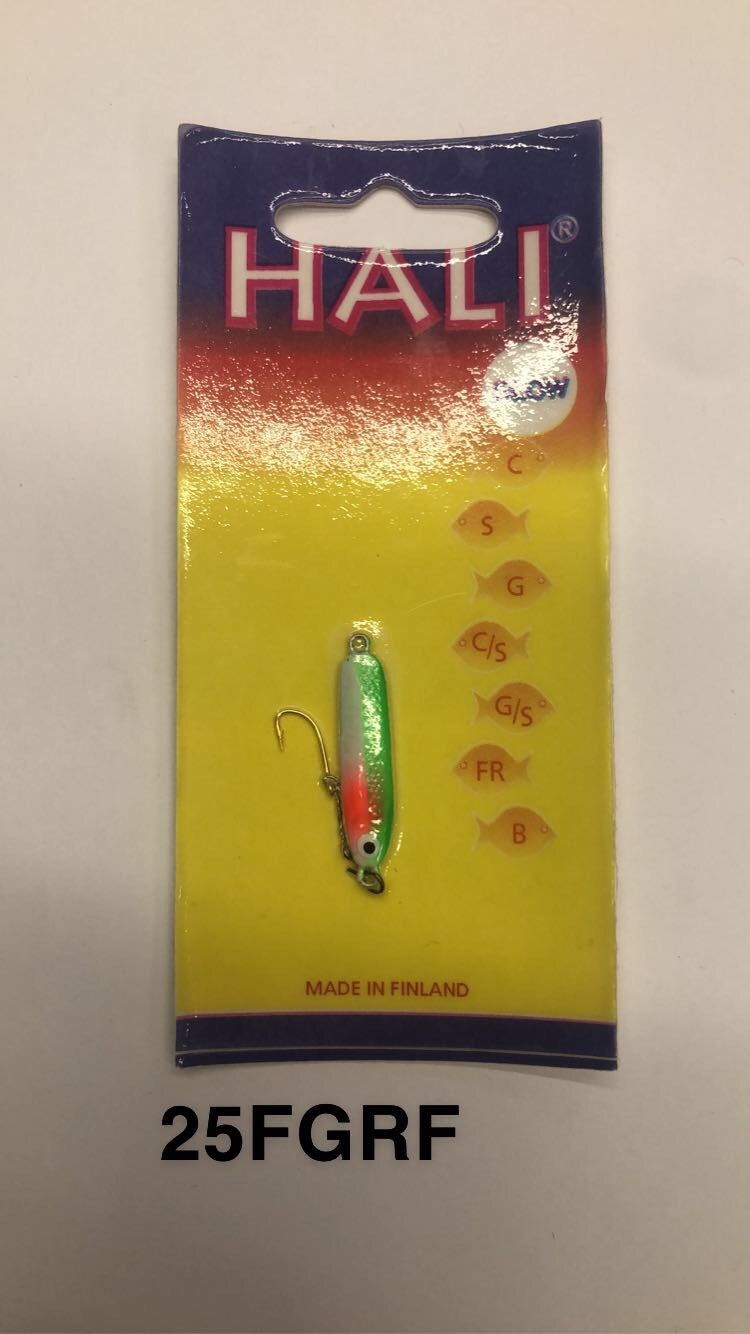 HALI®
GLOW
C
S
G
C/S
G/S
FR
B
MADE IN FINLAND
25FGRF